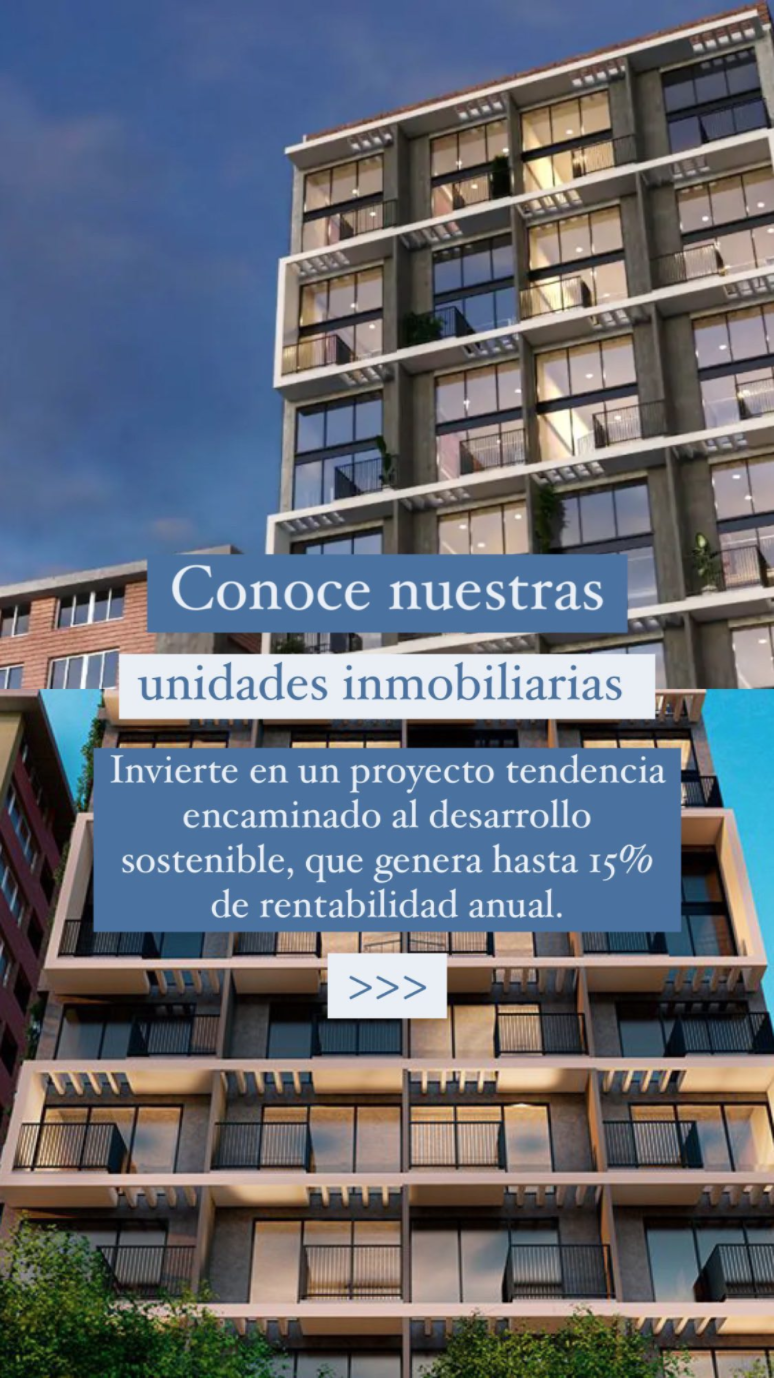 Conoce nuestras
unidades inmobiliarias
Invierte en un proyecto tendencia
encaminado al desarrollo
sostenible, que genera hasta 15%
de rentabilidad anual.
>>>